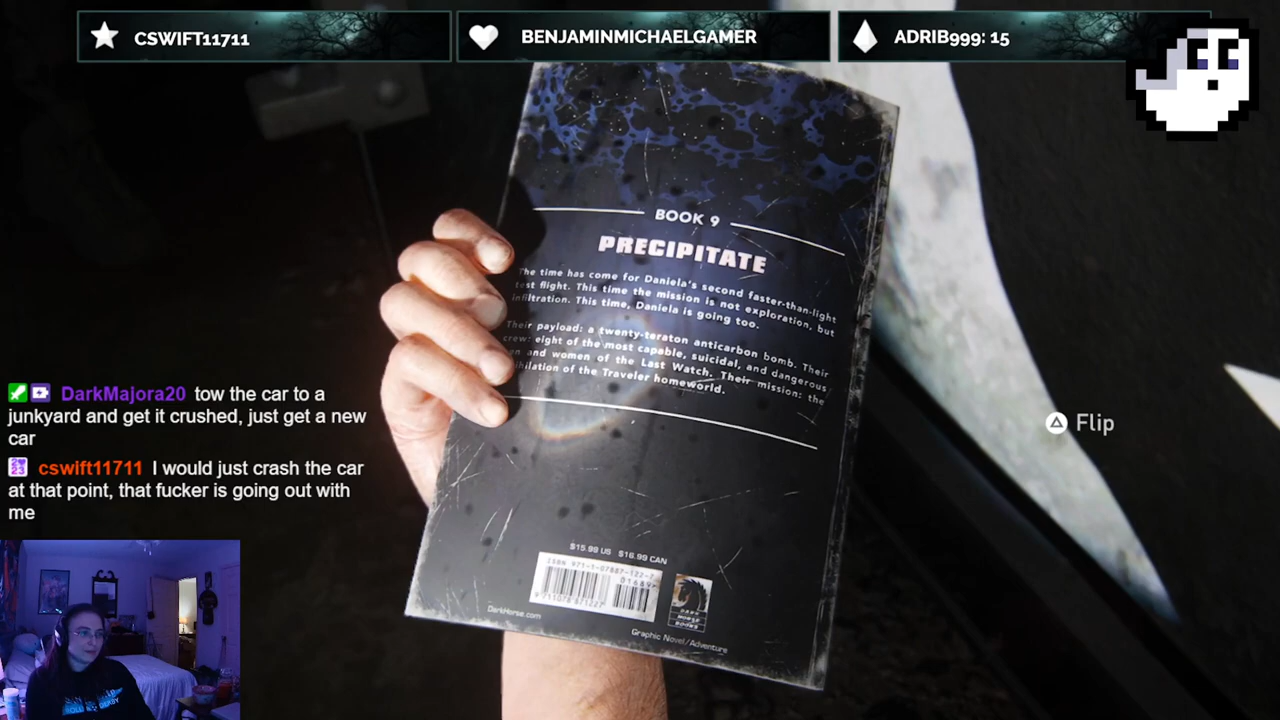 CSWIFT11711
BENJAMINMICHAELGAMER
ADRIB999: 15
BOOK 9
PRECIPITATE
The time has come for Daniela's second faster-than-light
test flight. This time the mission is not exploration, but
infiltration. This time, Daniela is going too.
Their payload: a twenty-teraton anticarbon bomb. Their
crew: eight of the most capable, suicidal, and dangerous
and women of the Last Watch. Their mission: the
of the Traveler homeworld.
Flip
DarkMajora20 tow the car to a
junkyard and get it crushed, just get a new
car
cswift11711 I would just crash the car
at that point, that fucker is going out with
me
$15.99 US $16.99 CAN
DarkHorse.com
DARK
HORSE
BOOKS
Graphic Novel/Adventure